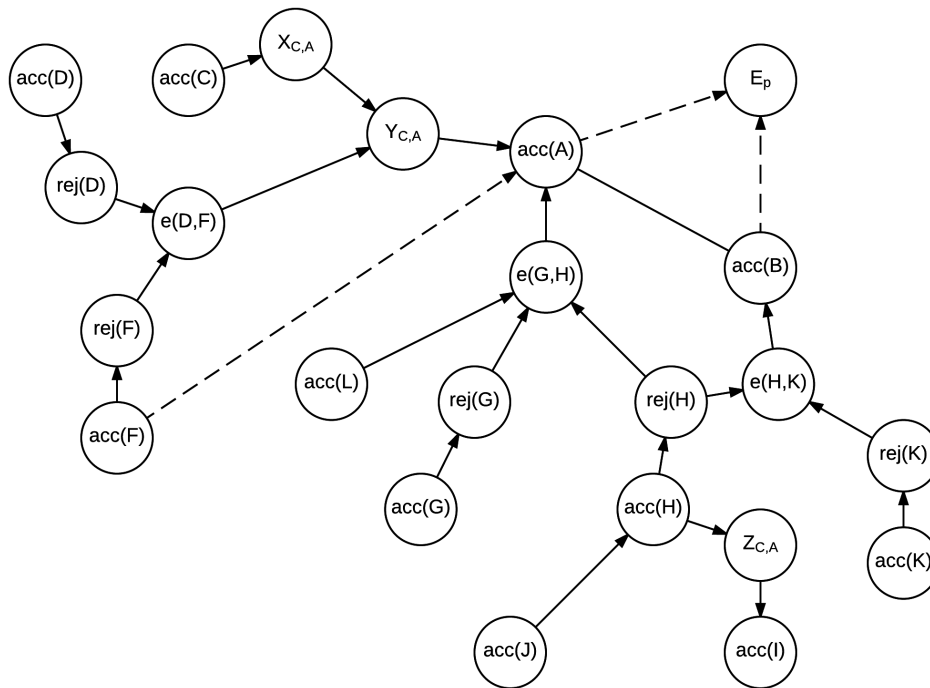 X_{C,A}
acc(D)
acc(C)
E_p
Y_{C,A}
acc(A)
rej(D)
e(D,F)
acc(B)
e(G,H)
rej(F)
acc(L)
e(H,K)
rej(G)
rej(H)
acc(F)
rej(K)
acc(G)
acc(H)
Z_{C,A}
acc(K)
acc(J)
acc(I)